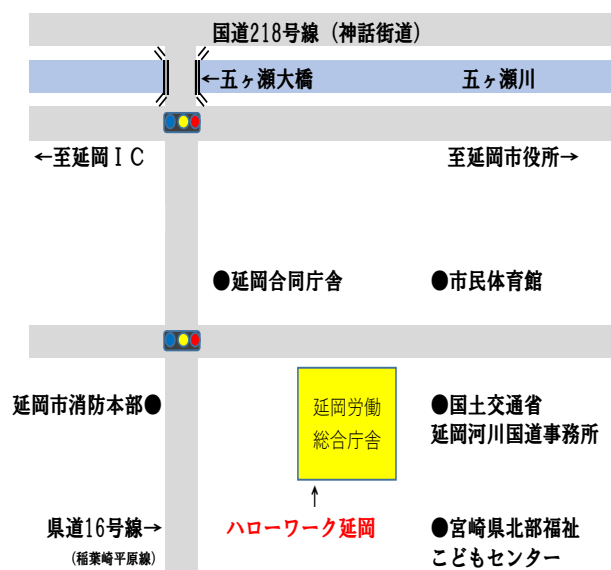 国道218号線（神話街道）
←五ヶ瀬大橋
五ヶ瀬川
←至延岡ＩＣ
至延岡市役所→
●延岡合同庁舎
●市民体育館
延岡市消防本部●
延岡労働
総合庁舎
●国土交通省
延岡河川国道事務所
県道16号線→
(稲葉崎平原線)
↑
ハローワーク延岡
●宮崎県北部福祉
こどもセンター